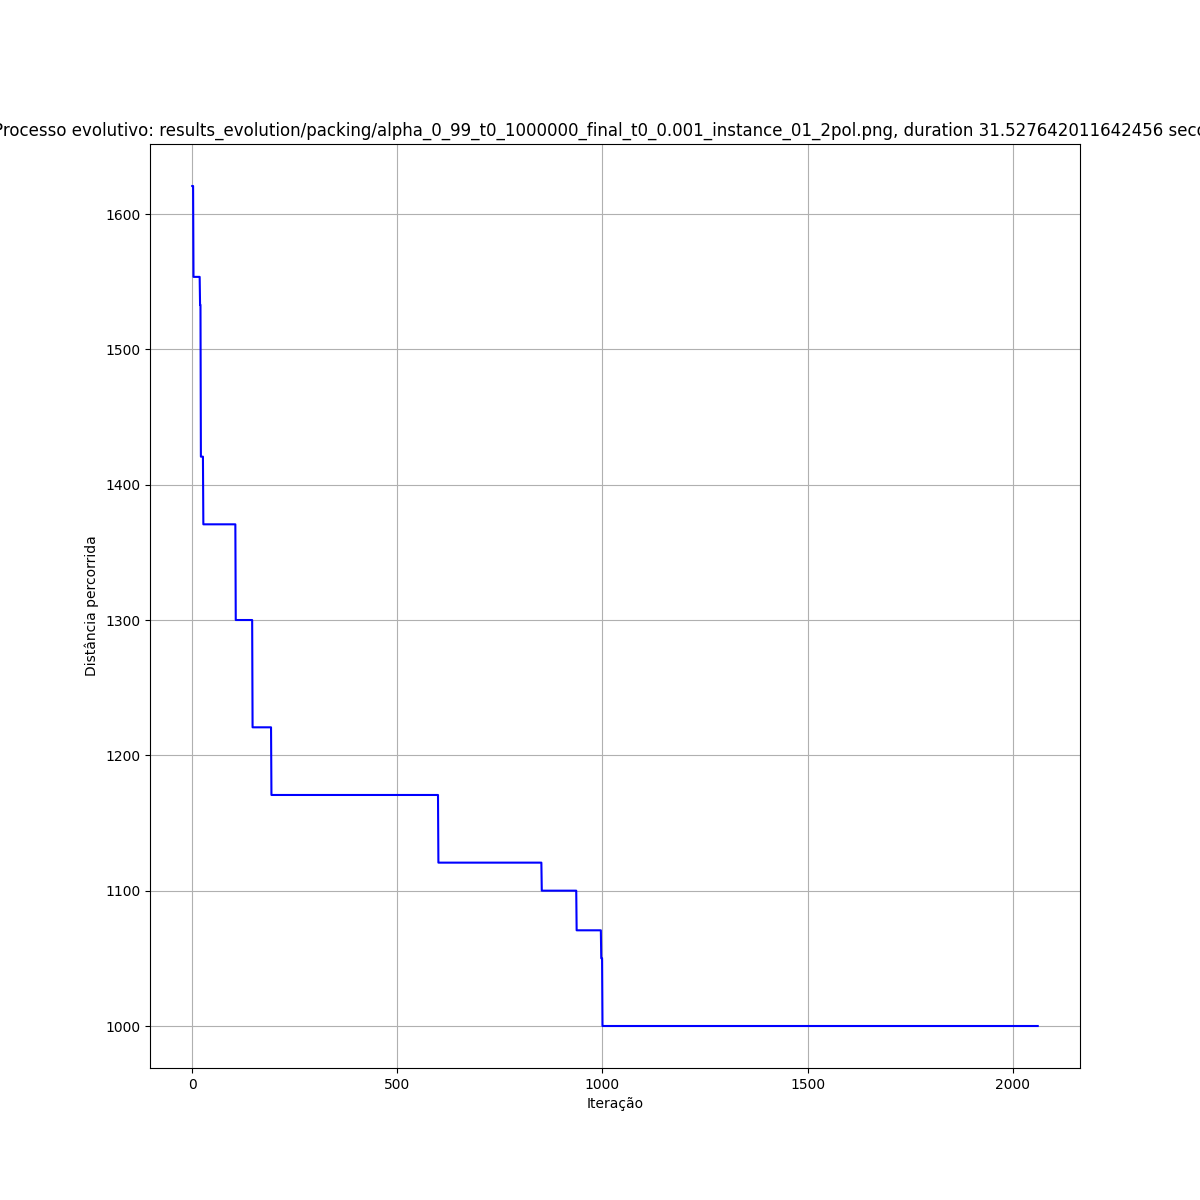 Processo evolutivo: results_evolution/packing/alpha_0_99_t0_1000000_final_t0_0.001_instance_01_2pol.png, duration 31.527642011642456 seco
1600
1500
1400
1300
1200
1100
1000
Distância percorrida
0 500 1000 1500 2000
Iteração